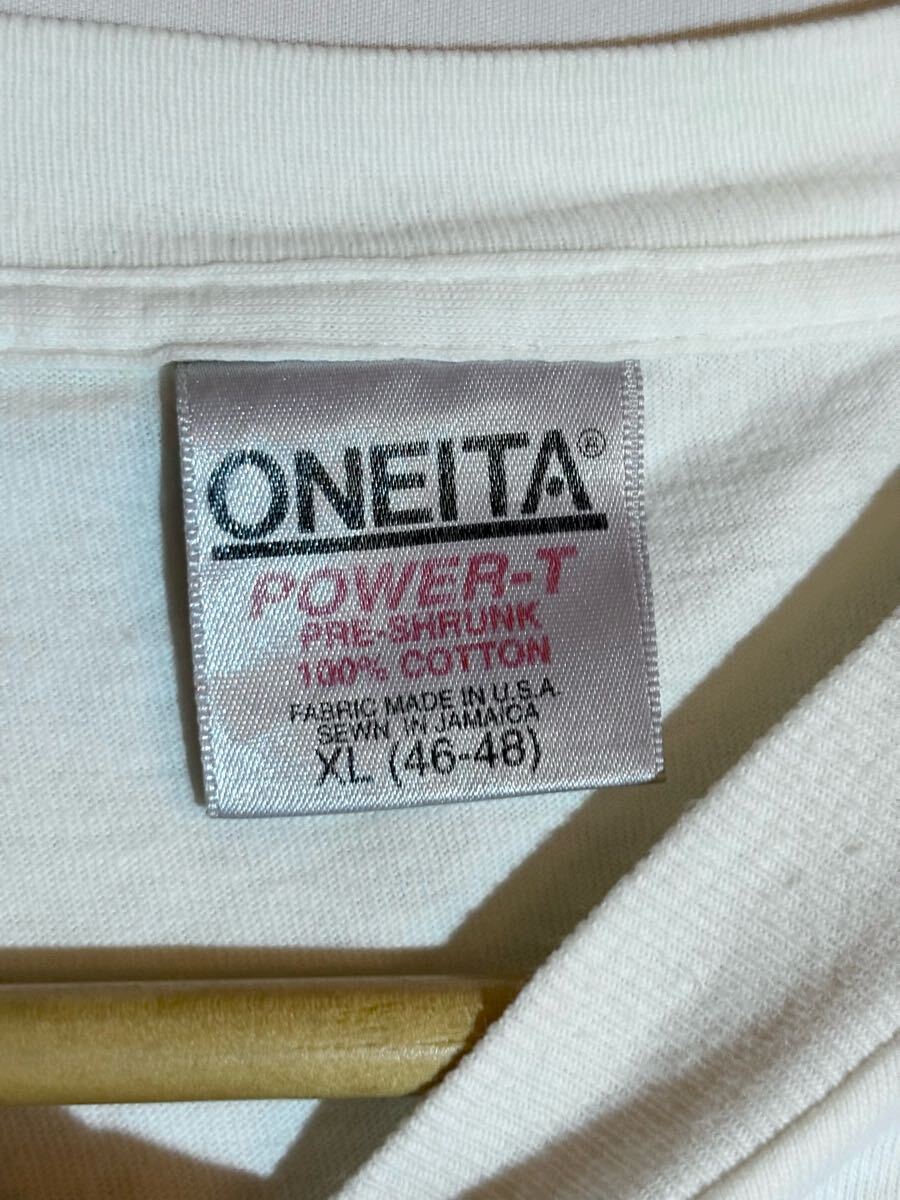 ONEITA®
POWER-T
PRE-SHRUNK
100% COTTON
FABRIC MADE IN U.S.A.
SEWN IN JAMAICA
XL (46-48)